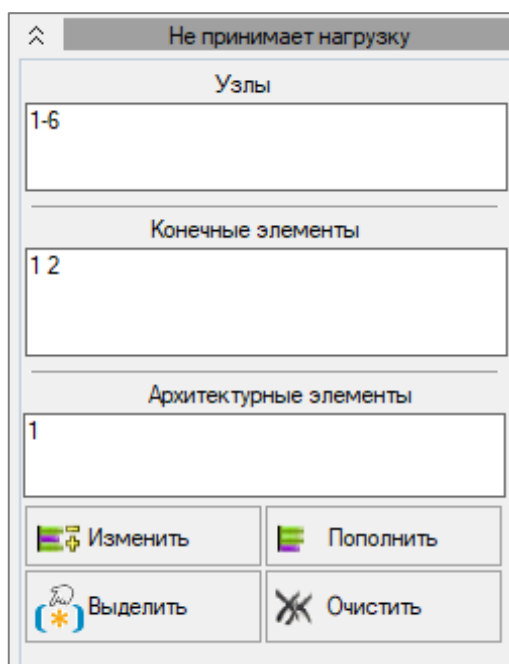 Не принимает нагрузку
Узлы
1-6
Конечные элементы
1 2
Архитектурные элементы
1
Изменить
Пополнить
Выделить
Очистить